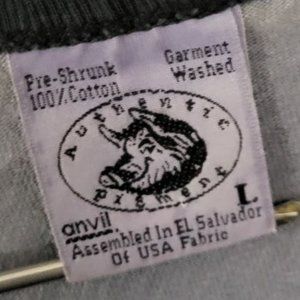 Pre-Shrunk Garment
100% Cotton Washed
Authentic
Pigment
L
anvil.
Assembled In EL Salvador
Of USA Fabric